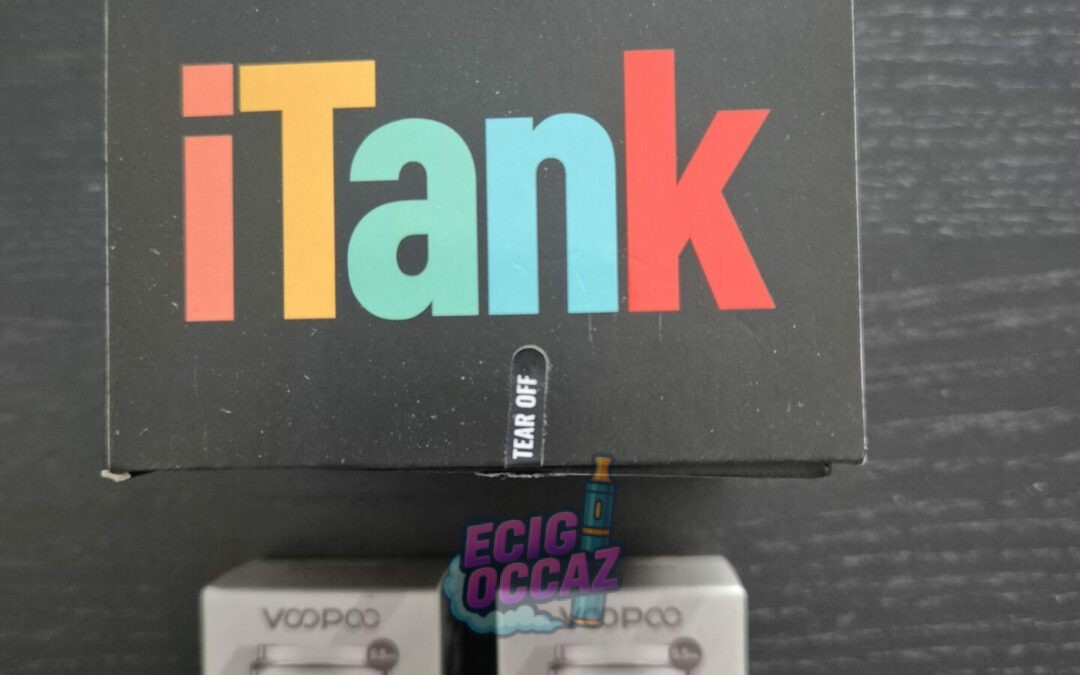 iTank
TEAR OFF
ECIG
OCCAZ
VOOPOO
VOOPOO